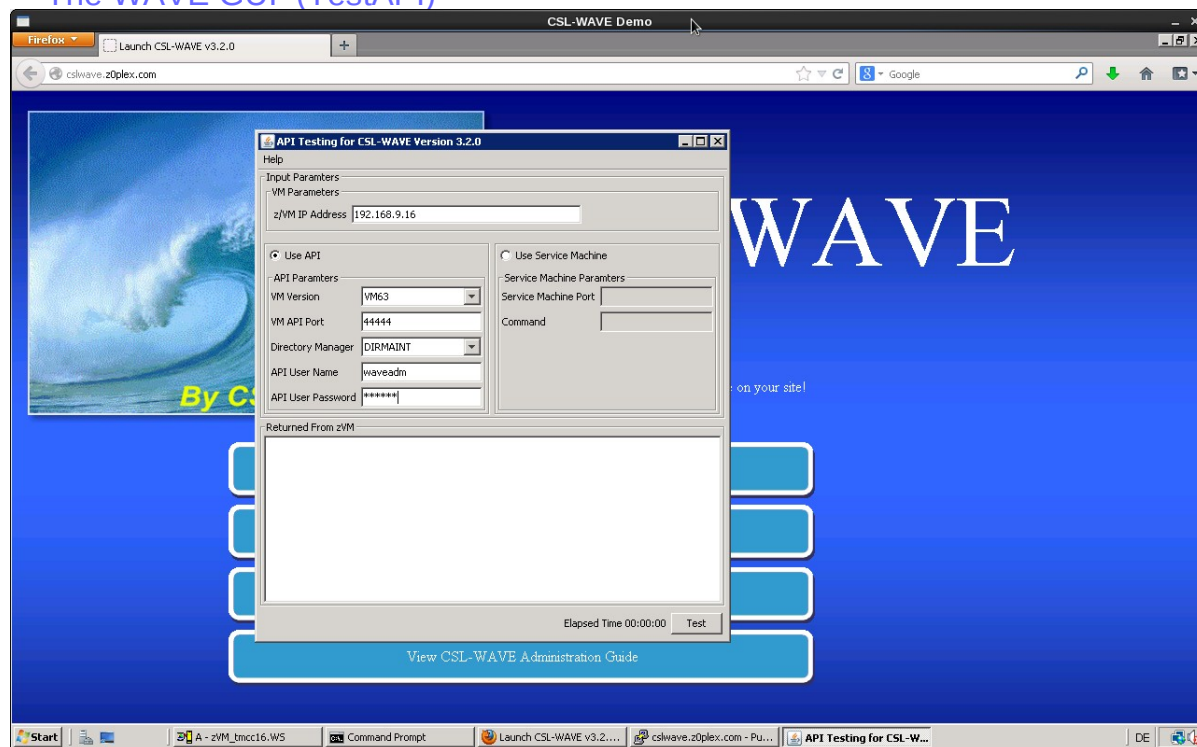 The WAVE GUI (TestAPI)
CSL-WAVE Demo
Firefox
Launch CSL-WAVE v3.2.0
cslwave.z0plex.com
Google
API Testing for CSL-WAVE Version 3.2.0
Help
Input Paramters
VM Parameters
z/VM IP Address 192.168.9.16
Use API
Use Service Machine
API Paramters
Service Machine Paramters
VM Version VM63
Service Machine Port
VM API Port 44444
Command
Directory Manager DIRMAINT
API User Name waveadm
API User Password ******
Returned From zVM
Elapsed Time 00:00:00 Test
WAVE
By CS
on your site!
View CSL-WAVE Administration Guide
Start
A - zVM_tmcc16.WS
Command Prompt
Launch CSL-WAVE v3.2....
cslwave.z0plex.com - Pu...
API Testing for CSL-W...
DE